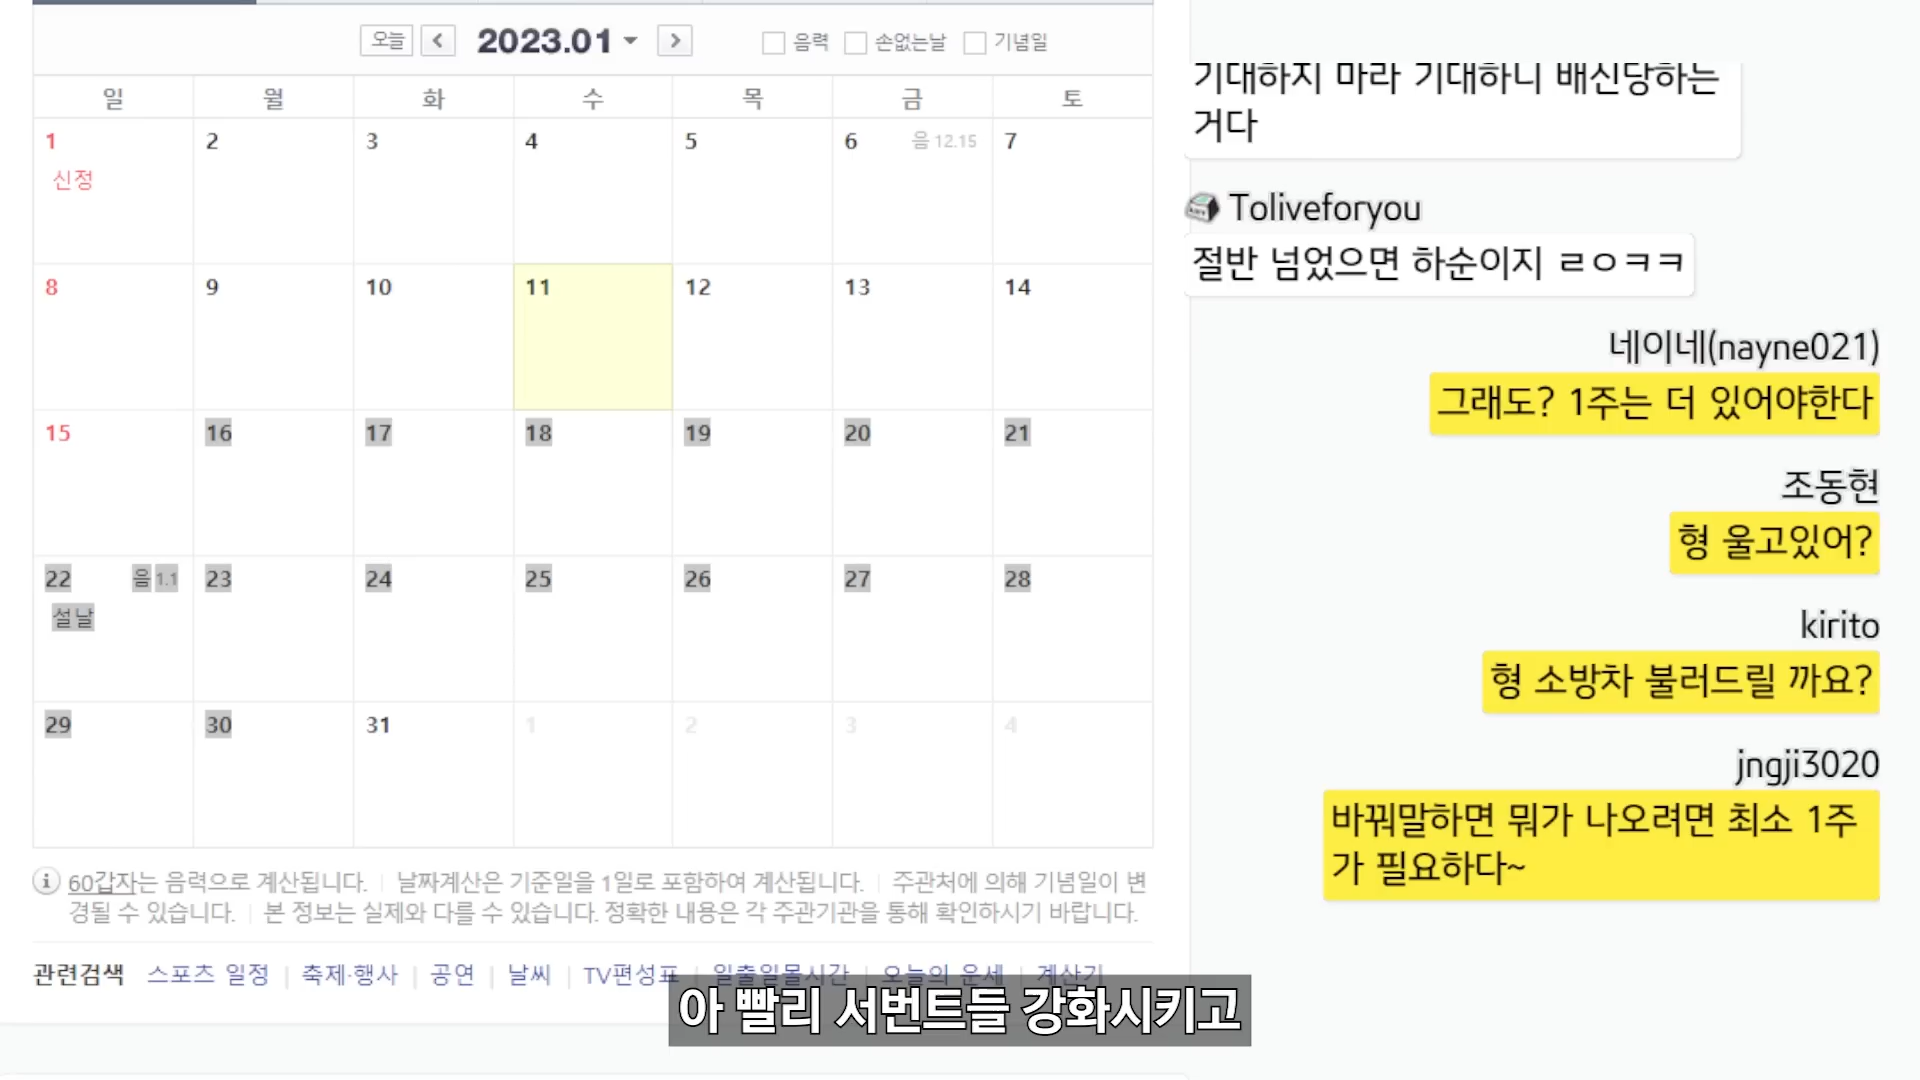 오늘 2023.01 음력 손없는날 기념일
일 월 화 수 목 금 토
1 2 3 4 5 6 음 12.15 7
신정
8 9 10 11 12 13 14
15 16 17 18 19 20 21
22 음 1.1 23 24 25 26 27 28
설날
29 30 31 1 2 3 4
60갑자는 음력으로 계산됩니다. 날짜계산은 기준일을 1일로 포함하여 계산됩니다. 주관처에 의해 기념일이 변
경될 수 있습니다. 본 정보는 실제와 다를 수 있습니다. 정확한 내용은 각 주관기관을 통해 확인하시기 바랍니다.
관련검색 스포츠 일정 축제·행사 공연 날씨 TV편성표 일출일몰시간 오늘의 운세 계산기
기대하지 마라 기대하니 배신당하는
거다
Toliveforyou
절반 넘었으면 하순이지 ㄹㅇㅋㅋ
네이네(nayne021)
그래도? 1주는 더 있어야한다
조동현
형 울고있어?
kirito
형 소방차 불러드릴 까요?
jngji3020
바꿔말하면 뭐가 나오려면 최소 1주
가 필요하다~
아 빨리 서번트들 강화시키고